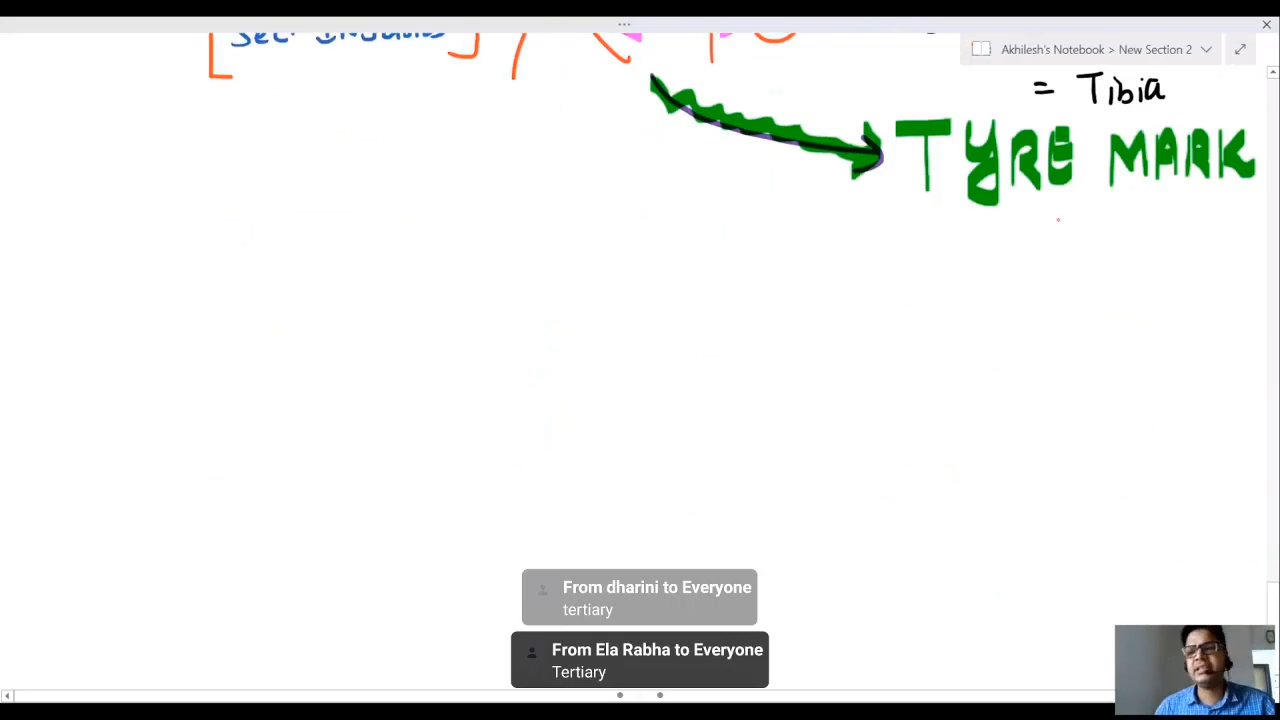 Akhilesh's Notebook > New Section 2
= Tibia
TYRE MARK
From dharini to Everyone
tertiary
From Ela Rabha to Everyone
Tertiary